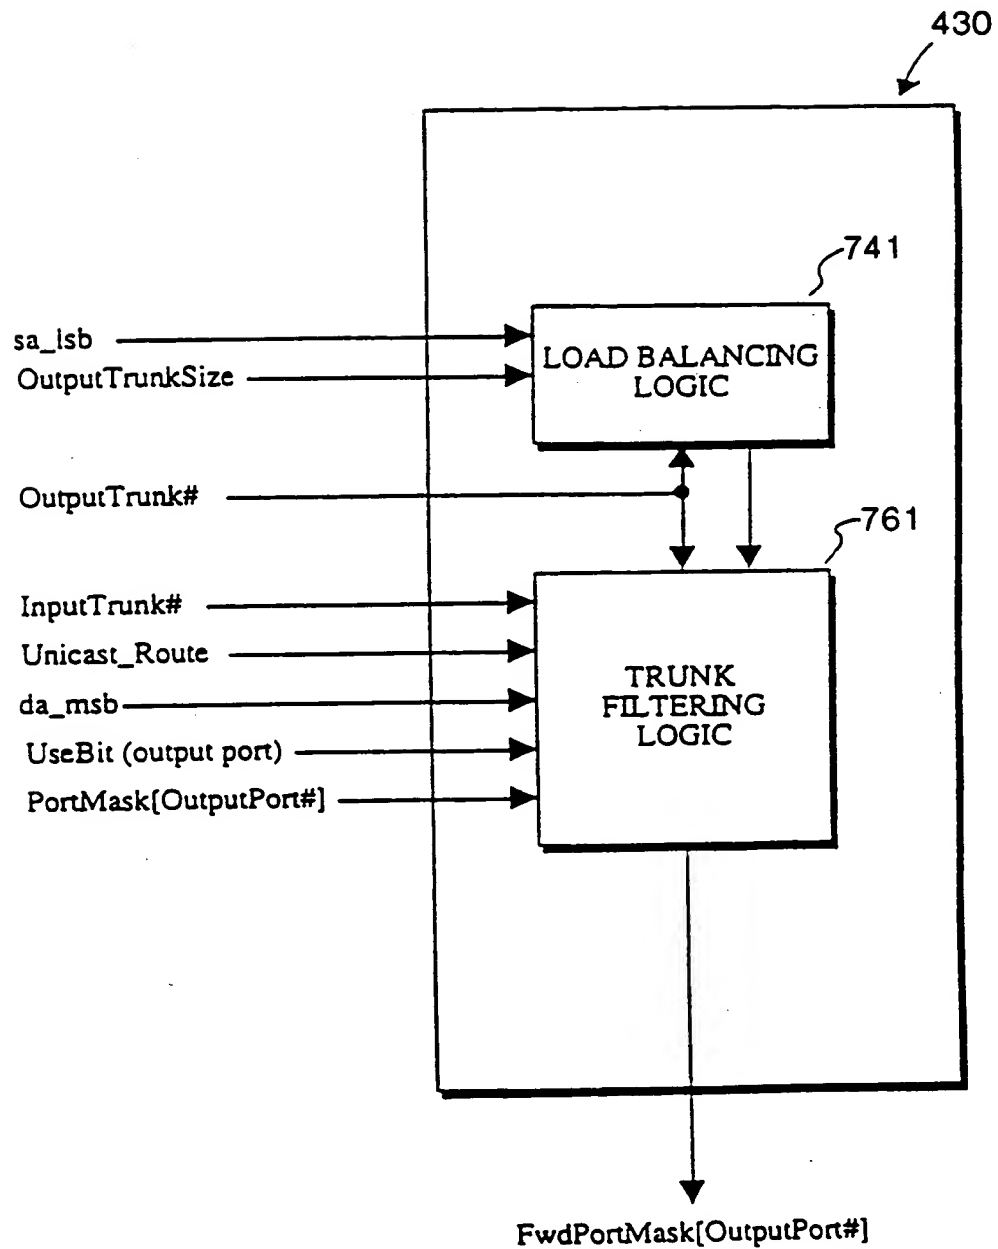 430
741
sa_lsb
LOAD BALANCING
LOGIC
OutputTrunkSize
OutputTrunk#
761
InputTrunk#
Unicast_Route
da_msb
UseBit (output port)
PortMask[OutputPort#]
TRUNK
FILTERING
LOGIC
FwdPortMask[OutputPort#]